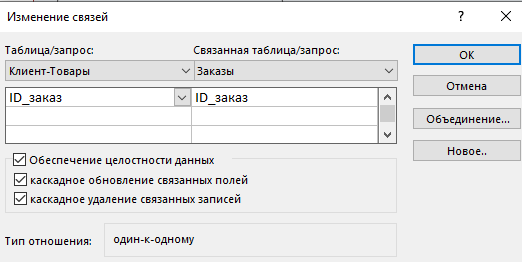 Изменение связей
? ×
Таблица/запрос: Связанная таблица/запрос:
Клиент-Товары Заказы
ID_заказ ID_заказ
Обеспечение целостности данных
каскадное обновление связанных полей
каскадное удаление связанных записей
Тип отношения: один-к-одному
ОК
Отмена
Объединение...
Новое..